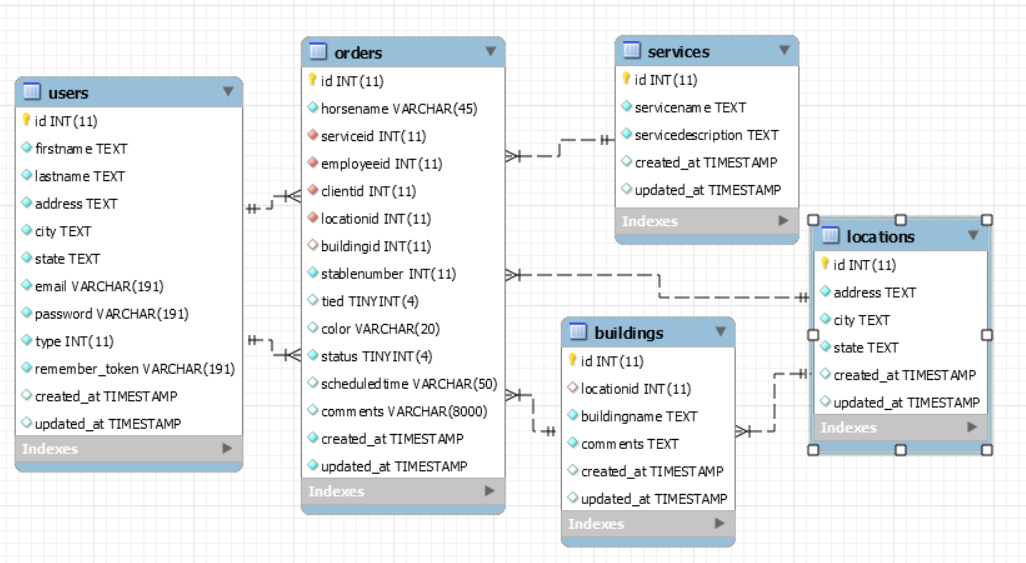 users
id INT(11)
firstname TEXT
lastname TEXT
address TEXT
city TEXT
state TEXT
email VARCHAR(191)
password VARCHAR(191)
type INT(11)
remember_token VARCHAR(191)
created_at TIMESTAMP
updated_at TIMESTAMP
Indexes
orders
id INT(11)
horsename VARCHAR(45)
serviceid INT(11)
employeeid INT(11)
clientid INT(11)
locationid INT(11)
buildingid INT(11)
stablenumber INT(11)
tied TINYINT(4)
color VARCHAR(20)
status TINYINT(4)
scheduledtime VARCHAR(50)
comments VARCHAR(8000)
created_at TIMESTAMP
updated_at TIMESTAMP
Indexes
services
id INT(11)
servicename TEXT
servicedescription TEXT
created_at TIMESTAMP
updated_at TIMESTAMP
Indexes
buildings
id INT(11)
locationid INT(11)
buildingname TEXT
comments TEXT
created_at TIMESTAMP
updated_at TIMESTAMP
Indexes
locations
id INT(11)
address TEXT
city TEXT
state TEXT
created_at TIMESTAMP
updated_at TIMESTAMP
Indexes